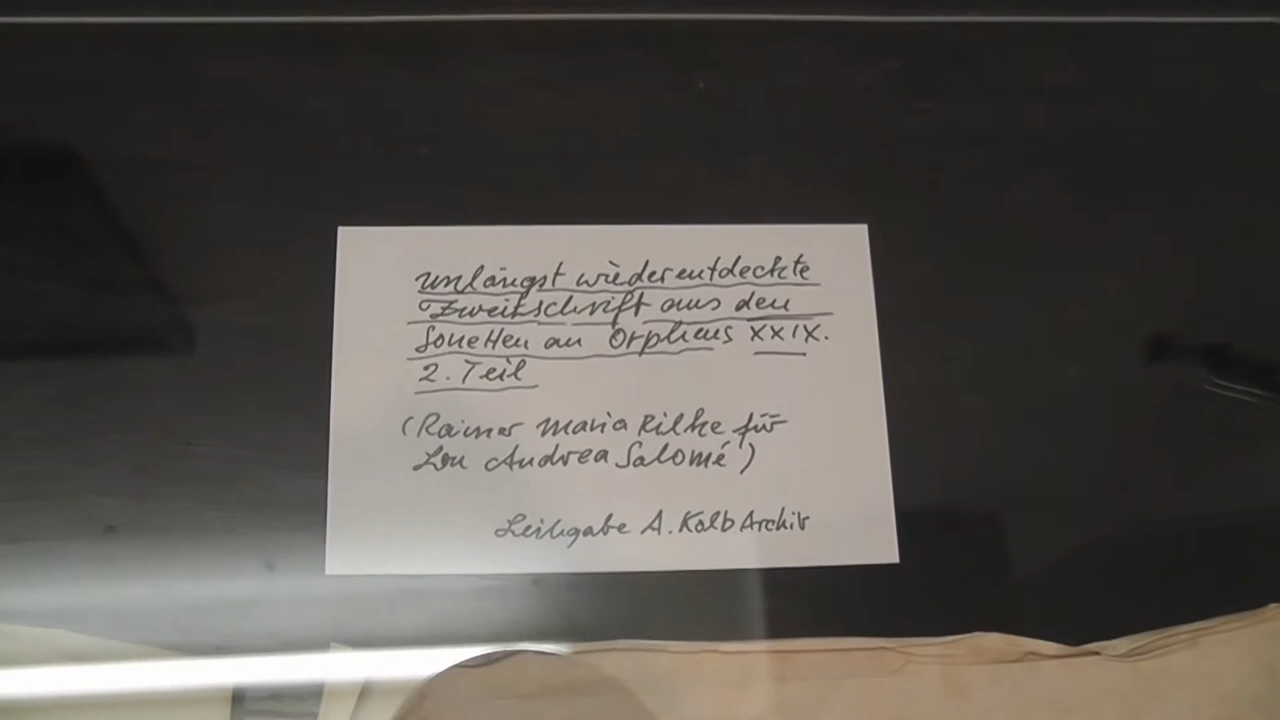 unlängst wiederentdeckte
Zweitschrift aus den
Sonetten an Orpheus XXIX.
2. Teil
(Rainer Maria Rilke für
Lou Andrea Salomé)
Leihgabe A. Kolb Archiv